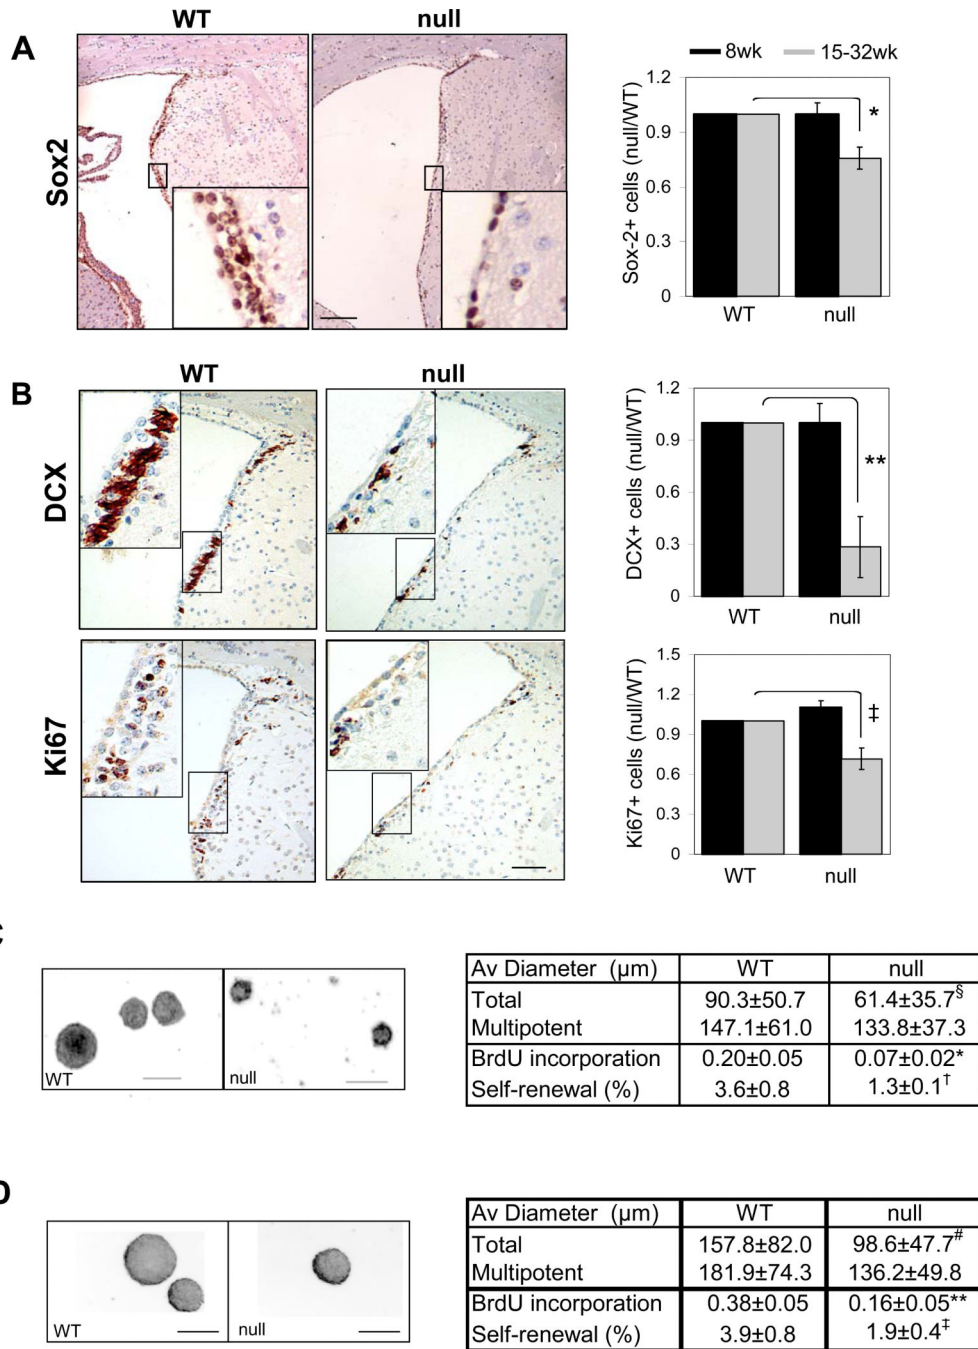 WT
null
A
Sox2
8wk
15-32wk
Sox-2+ cells (null/WT)
1.2
0.9
0.6
0.3
0
*
WT
null
B
WT
null
DCX
DCX+ cells (null/WT)
1.2
0.9
0.6
0.3
0
**
WT
null
Ki67
Ki67+ cells (null/WT)
1.5
1.2
0.9
0.6
0.3
0
‡
WT
null
C
WT
null
Av Diameter (μm) WT null
Total 90.3±50.7 61.4±35.7§
Multipotent 147.1±61.0 133.8±37.3
BrdU incorporation 0.20±0.05 0.07±0.02*
Self-renewal (%) 3.6±0.8 1.3±0.1†
D
WT
null
Av Diameter (μm) WT null
Total 157.8±82.0 98.6±47.7#
Multipotent 181.9±74.3 136.2±49.8
BrdU incorporation 0.38±0.05 0.16±0.05**
Self-renewal (%) 3.9±0.8 1.9±0.4‡